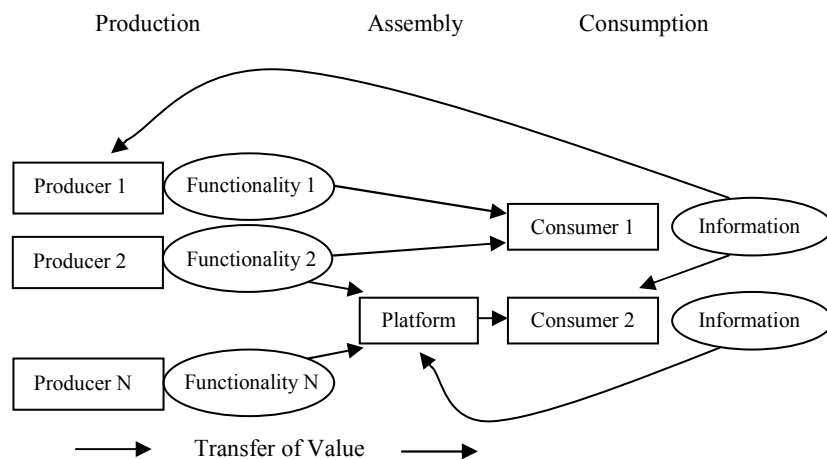 Production Assembly Consumption
Producer 1 Functionality 1
Consumer 1 Information
Producer 2 Functionality 2
Platform Consumer 2 Information
Producer N Functionality N
Transfer of Value